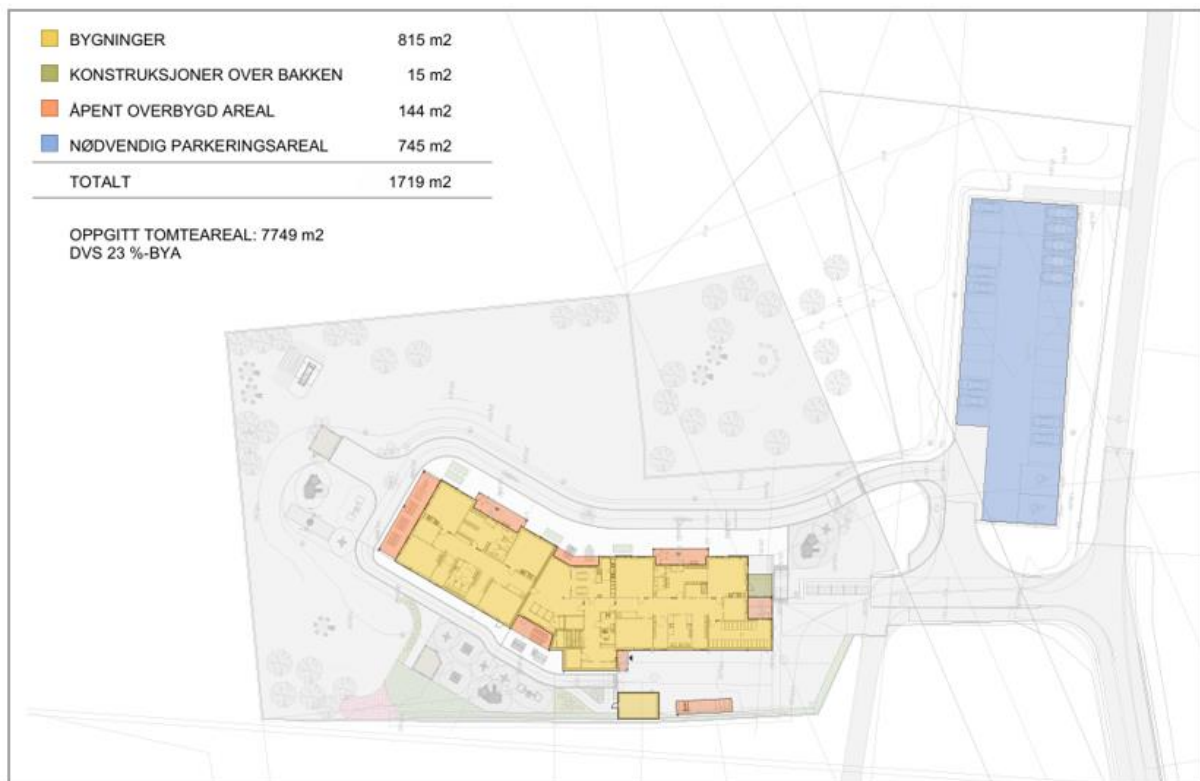 BYGNINGER 815 m2
KONSTRUKSJONER OVER BAKKEN 15 m2
ÅPENT OVERBYGD AREAL 144 m2
NØDVENDIG PARKERINGSAREAL 745 m2
TOTALT 1719 m2
OPPGITT TOMTEAREAL: 7749 m2
DVS 23 %-BYA